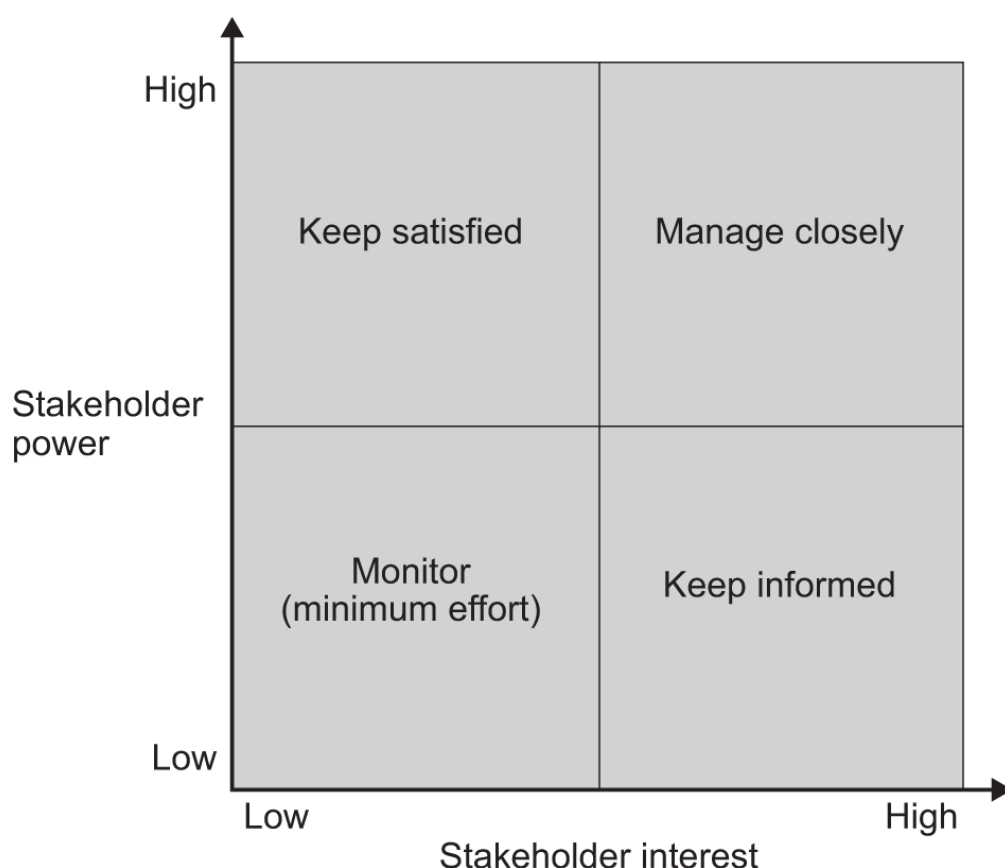 High
Keep satisfied
Manage closely
Stakeholder
power
Monitor
(minimum effort)
Keep informed
Low
Low
High
Stakeholder interest